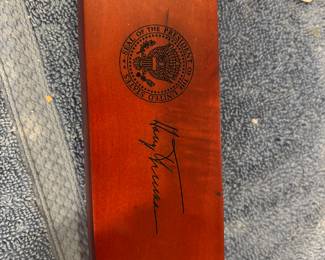 SEAL OF THE PRESIDENT OF THE UNITED STATES
Harry Truman